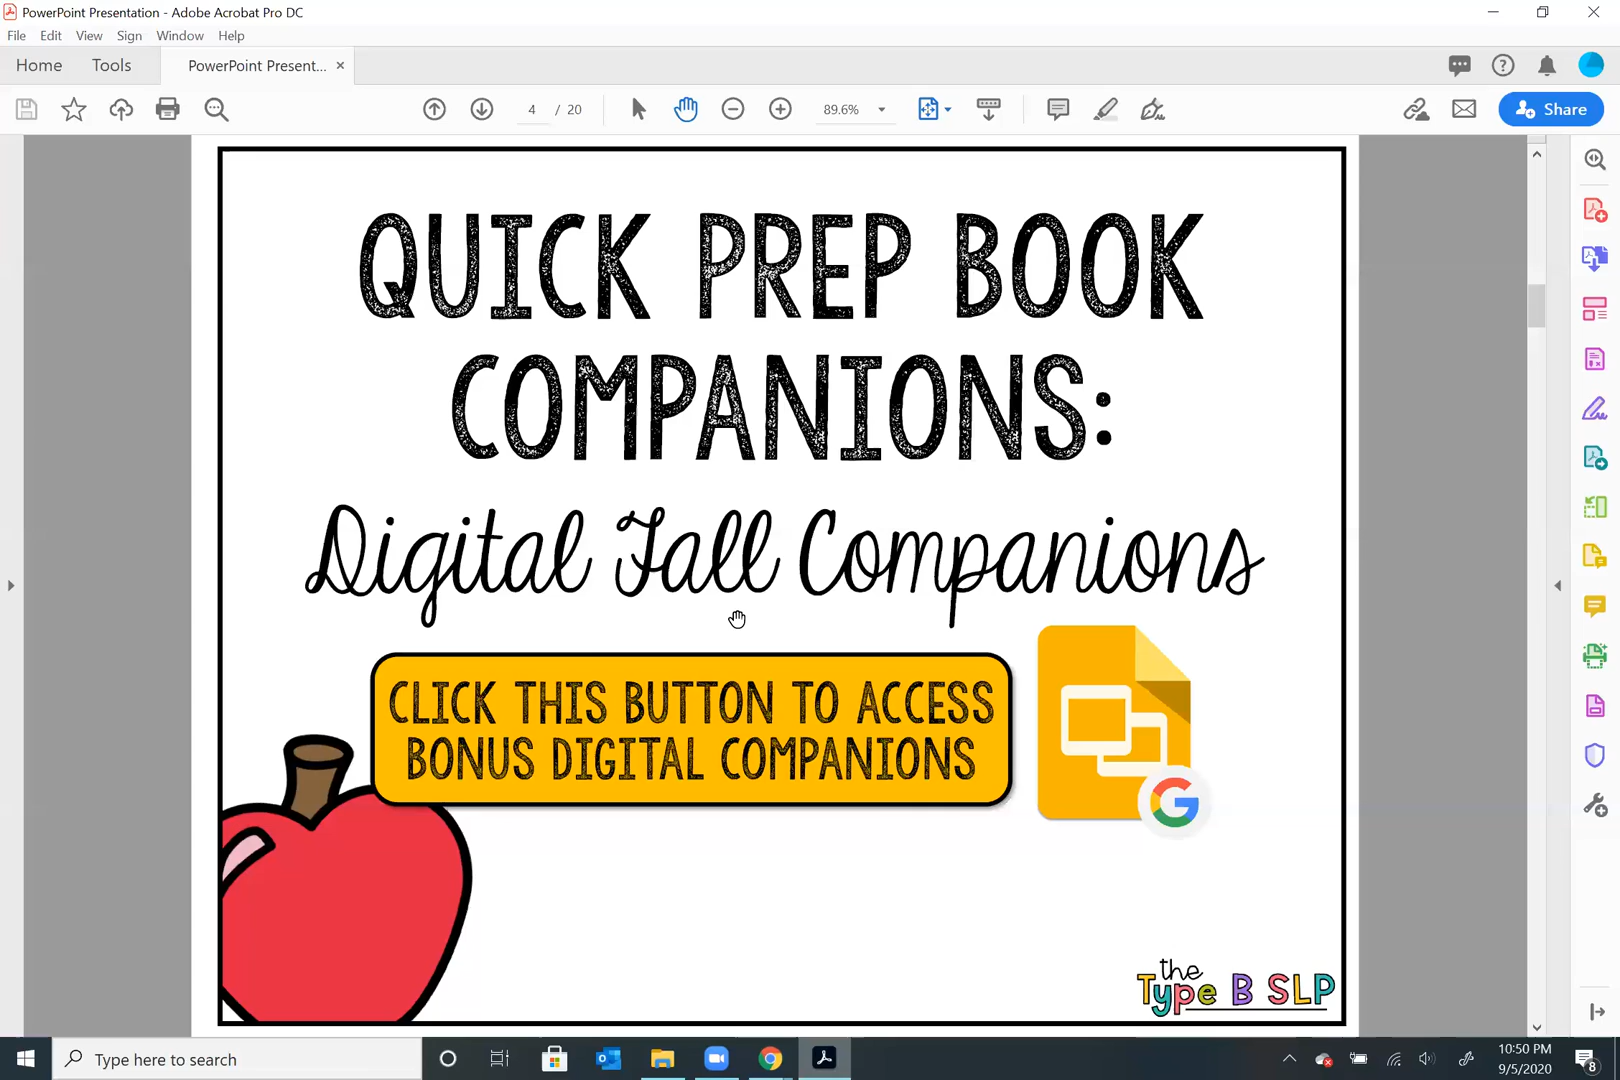 PowerPoint Presentation - Adobe Acrobat Pro DC
File Edit View Sign Window Help
Home Tools PowerPoint Present... ×
4 / 20 89.6% Share
QUICK PREP BOOK
COMPANIONS:
Digital Fall Companions
CLICK THIS BUTTON TO ACCESS
BONUS DIGITAL COMPANIONS
G
the
Type B SLP
Type here to search
10:50 PM
9/5/2020
8